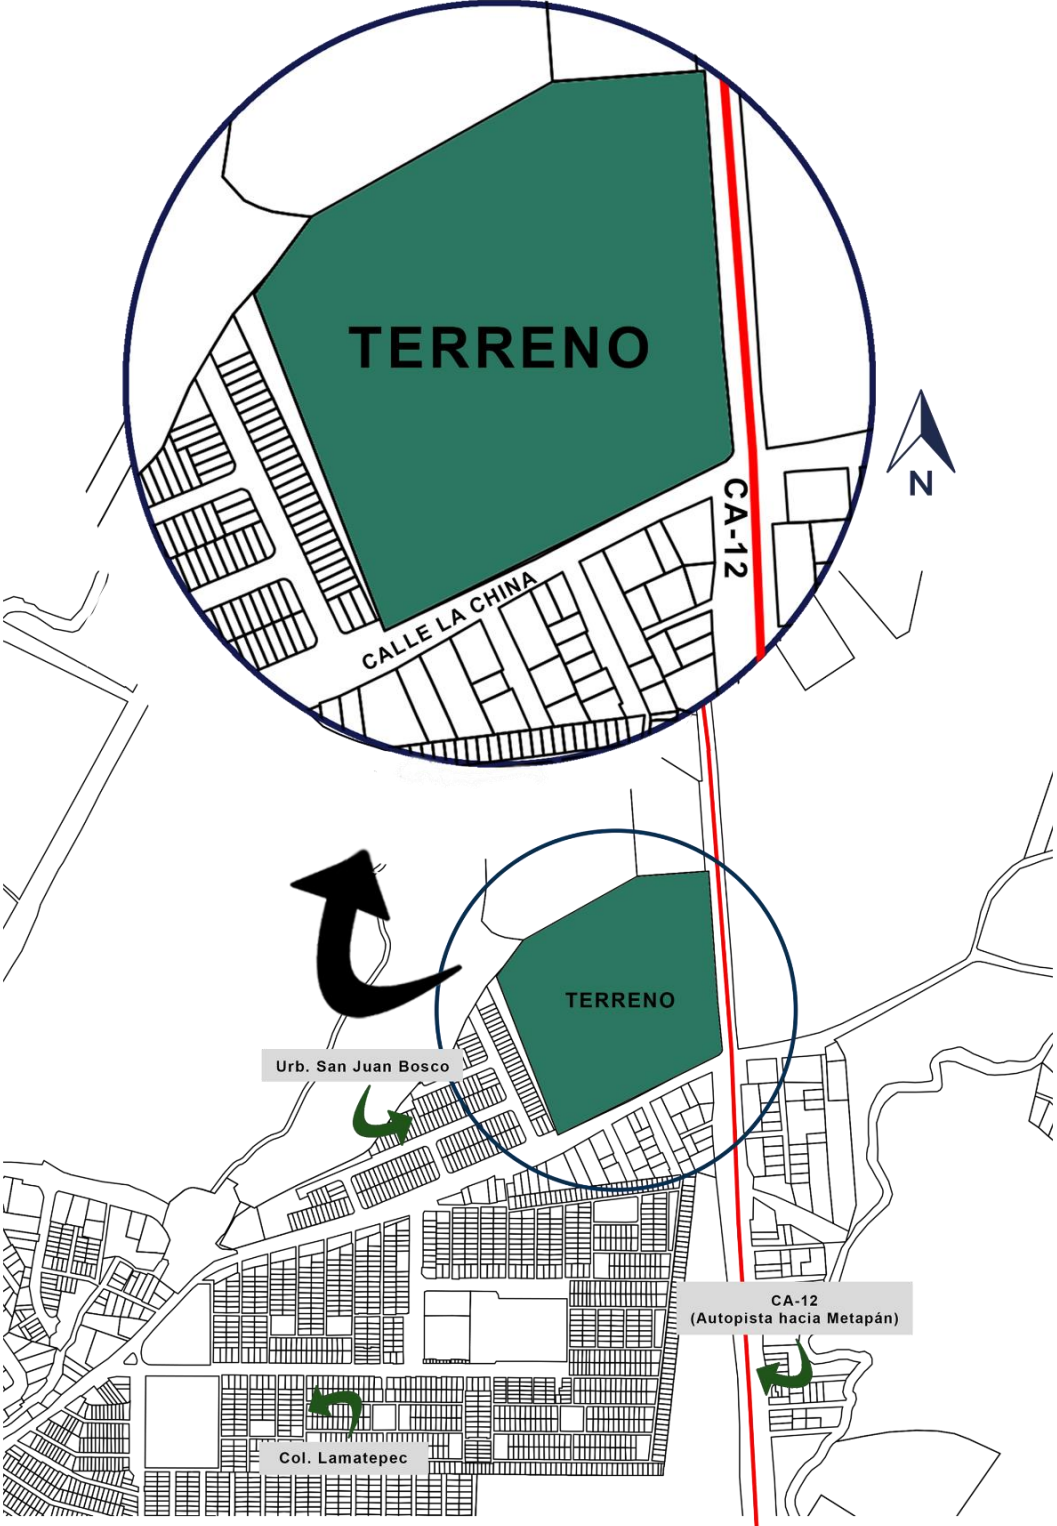 TERRENO
N
CA-12
CALLE LA CHINA
TERRENO
Urb. San Juan Bosco
CA-12
(Autopista hacia Metapán)
Col. Lamatepec